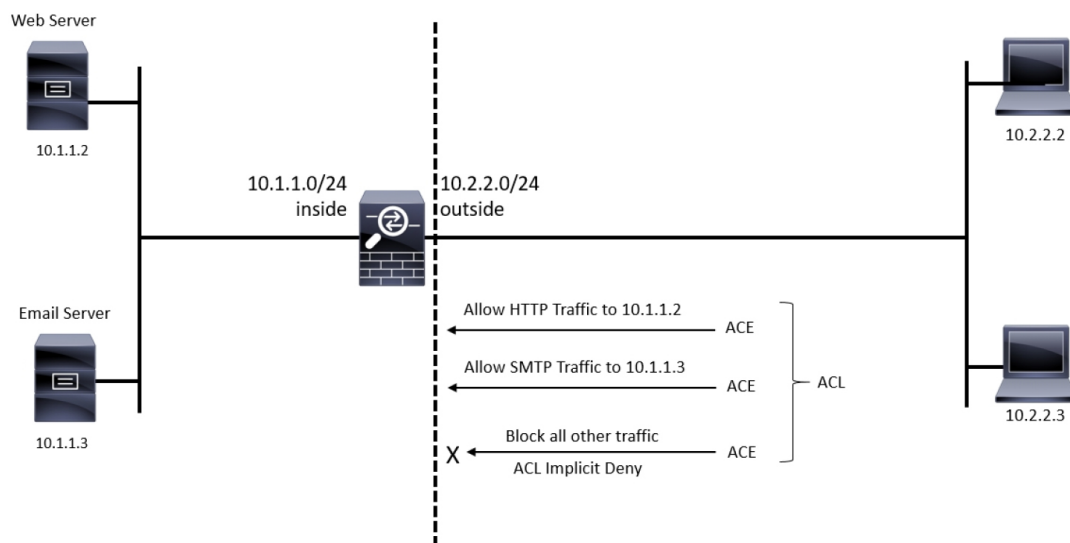 Web Server
10.1.1.2
10.1.1.0/24
inside
10.2.2.0/24
outside
10.2.2.2
Email Server
10.1.1.3
Allow HTTP Traffic to 10.1.1.2
ACE
Allow SMTP Traffic to 10.1.1.3
ACE
ACL
Block all other traffic
X
ACE
ACL Implicit Deny
10.2.2.3